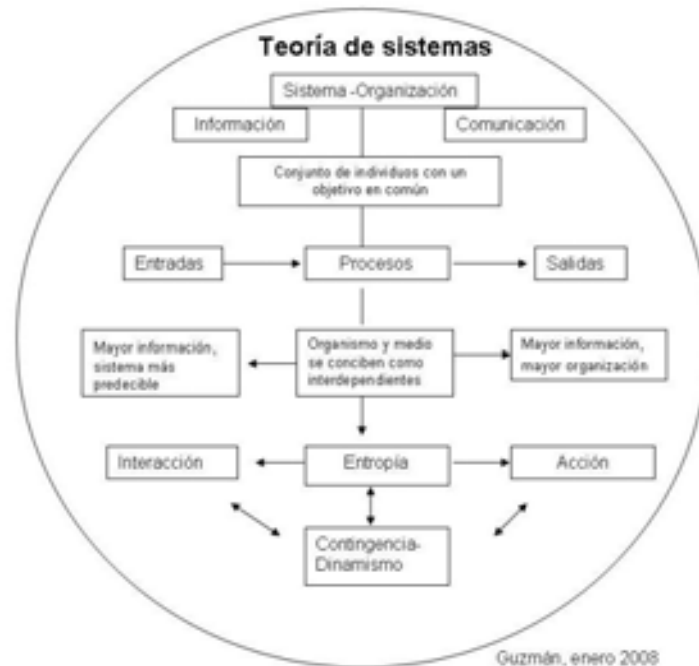 Teoría de sistemas
Sistema -Organización
Información
Comunicación
Conjunto de individuos con un
objetivo en común
Entradas
Procesos
Salidas
Mayor información,
sistema más
predecible
Organismo y medio
se conciben como
interdependientes
Mayor información,
mayor organización
Interacción
Entropía
Acción
Contingencia-
Dinamismo
Guzmán, enero 2008